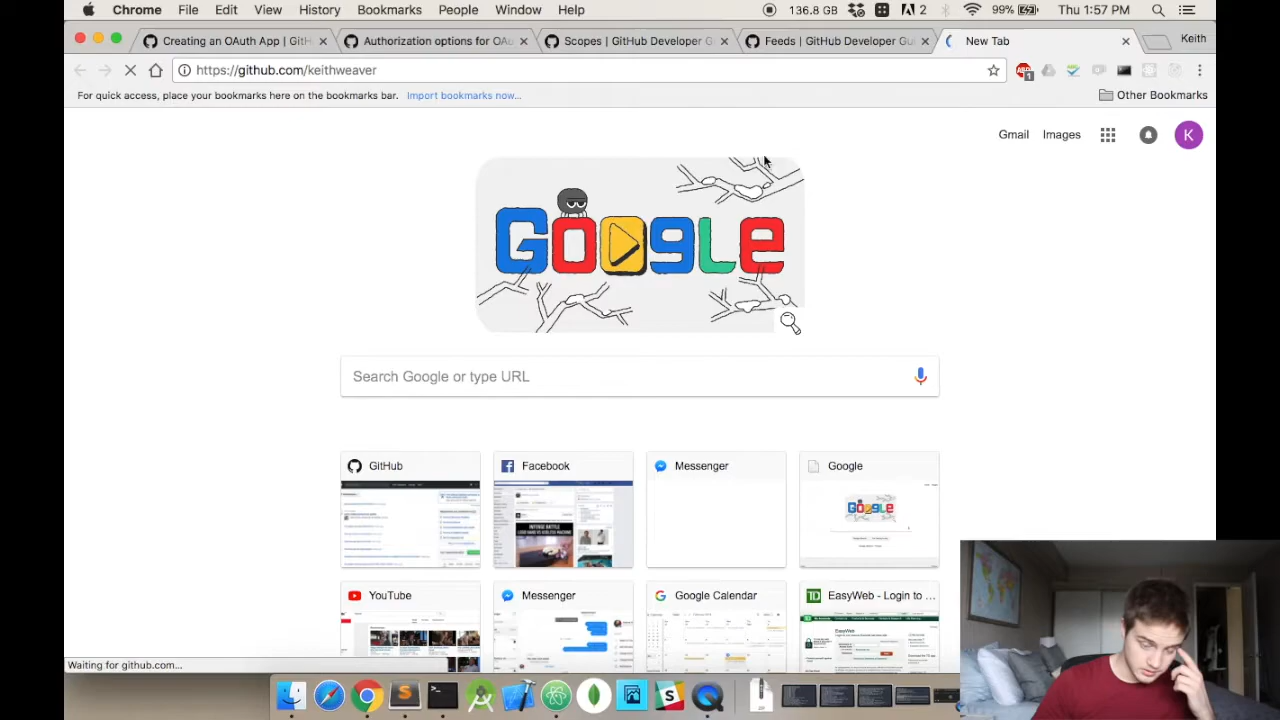 Chrome File Edit View History Bookmarks People Window Help 136.8 GB 2 99% Thu 1:57 PM
Creating an OAuth App | GitH Authorization options for OAu Scopes | GitHub Developer G Feeds | GitHub Developer Gui New Tab Keith
https://github.com/keithweaver
For quick access, place your bookmarks here on the bookmarks bar. Import bookmarks now... Other Bookmarks
Gmail Images K
Google
Search Google or type URL
GitHub Facebook Messenger Google
YouTube Messenger Google Calendar EasyWeb - Login to ...
Waiting for github.com...